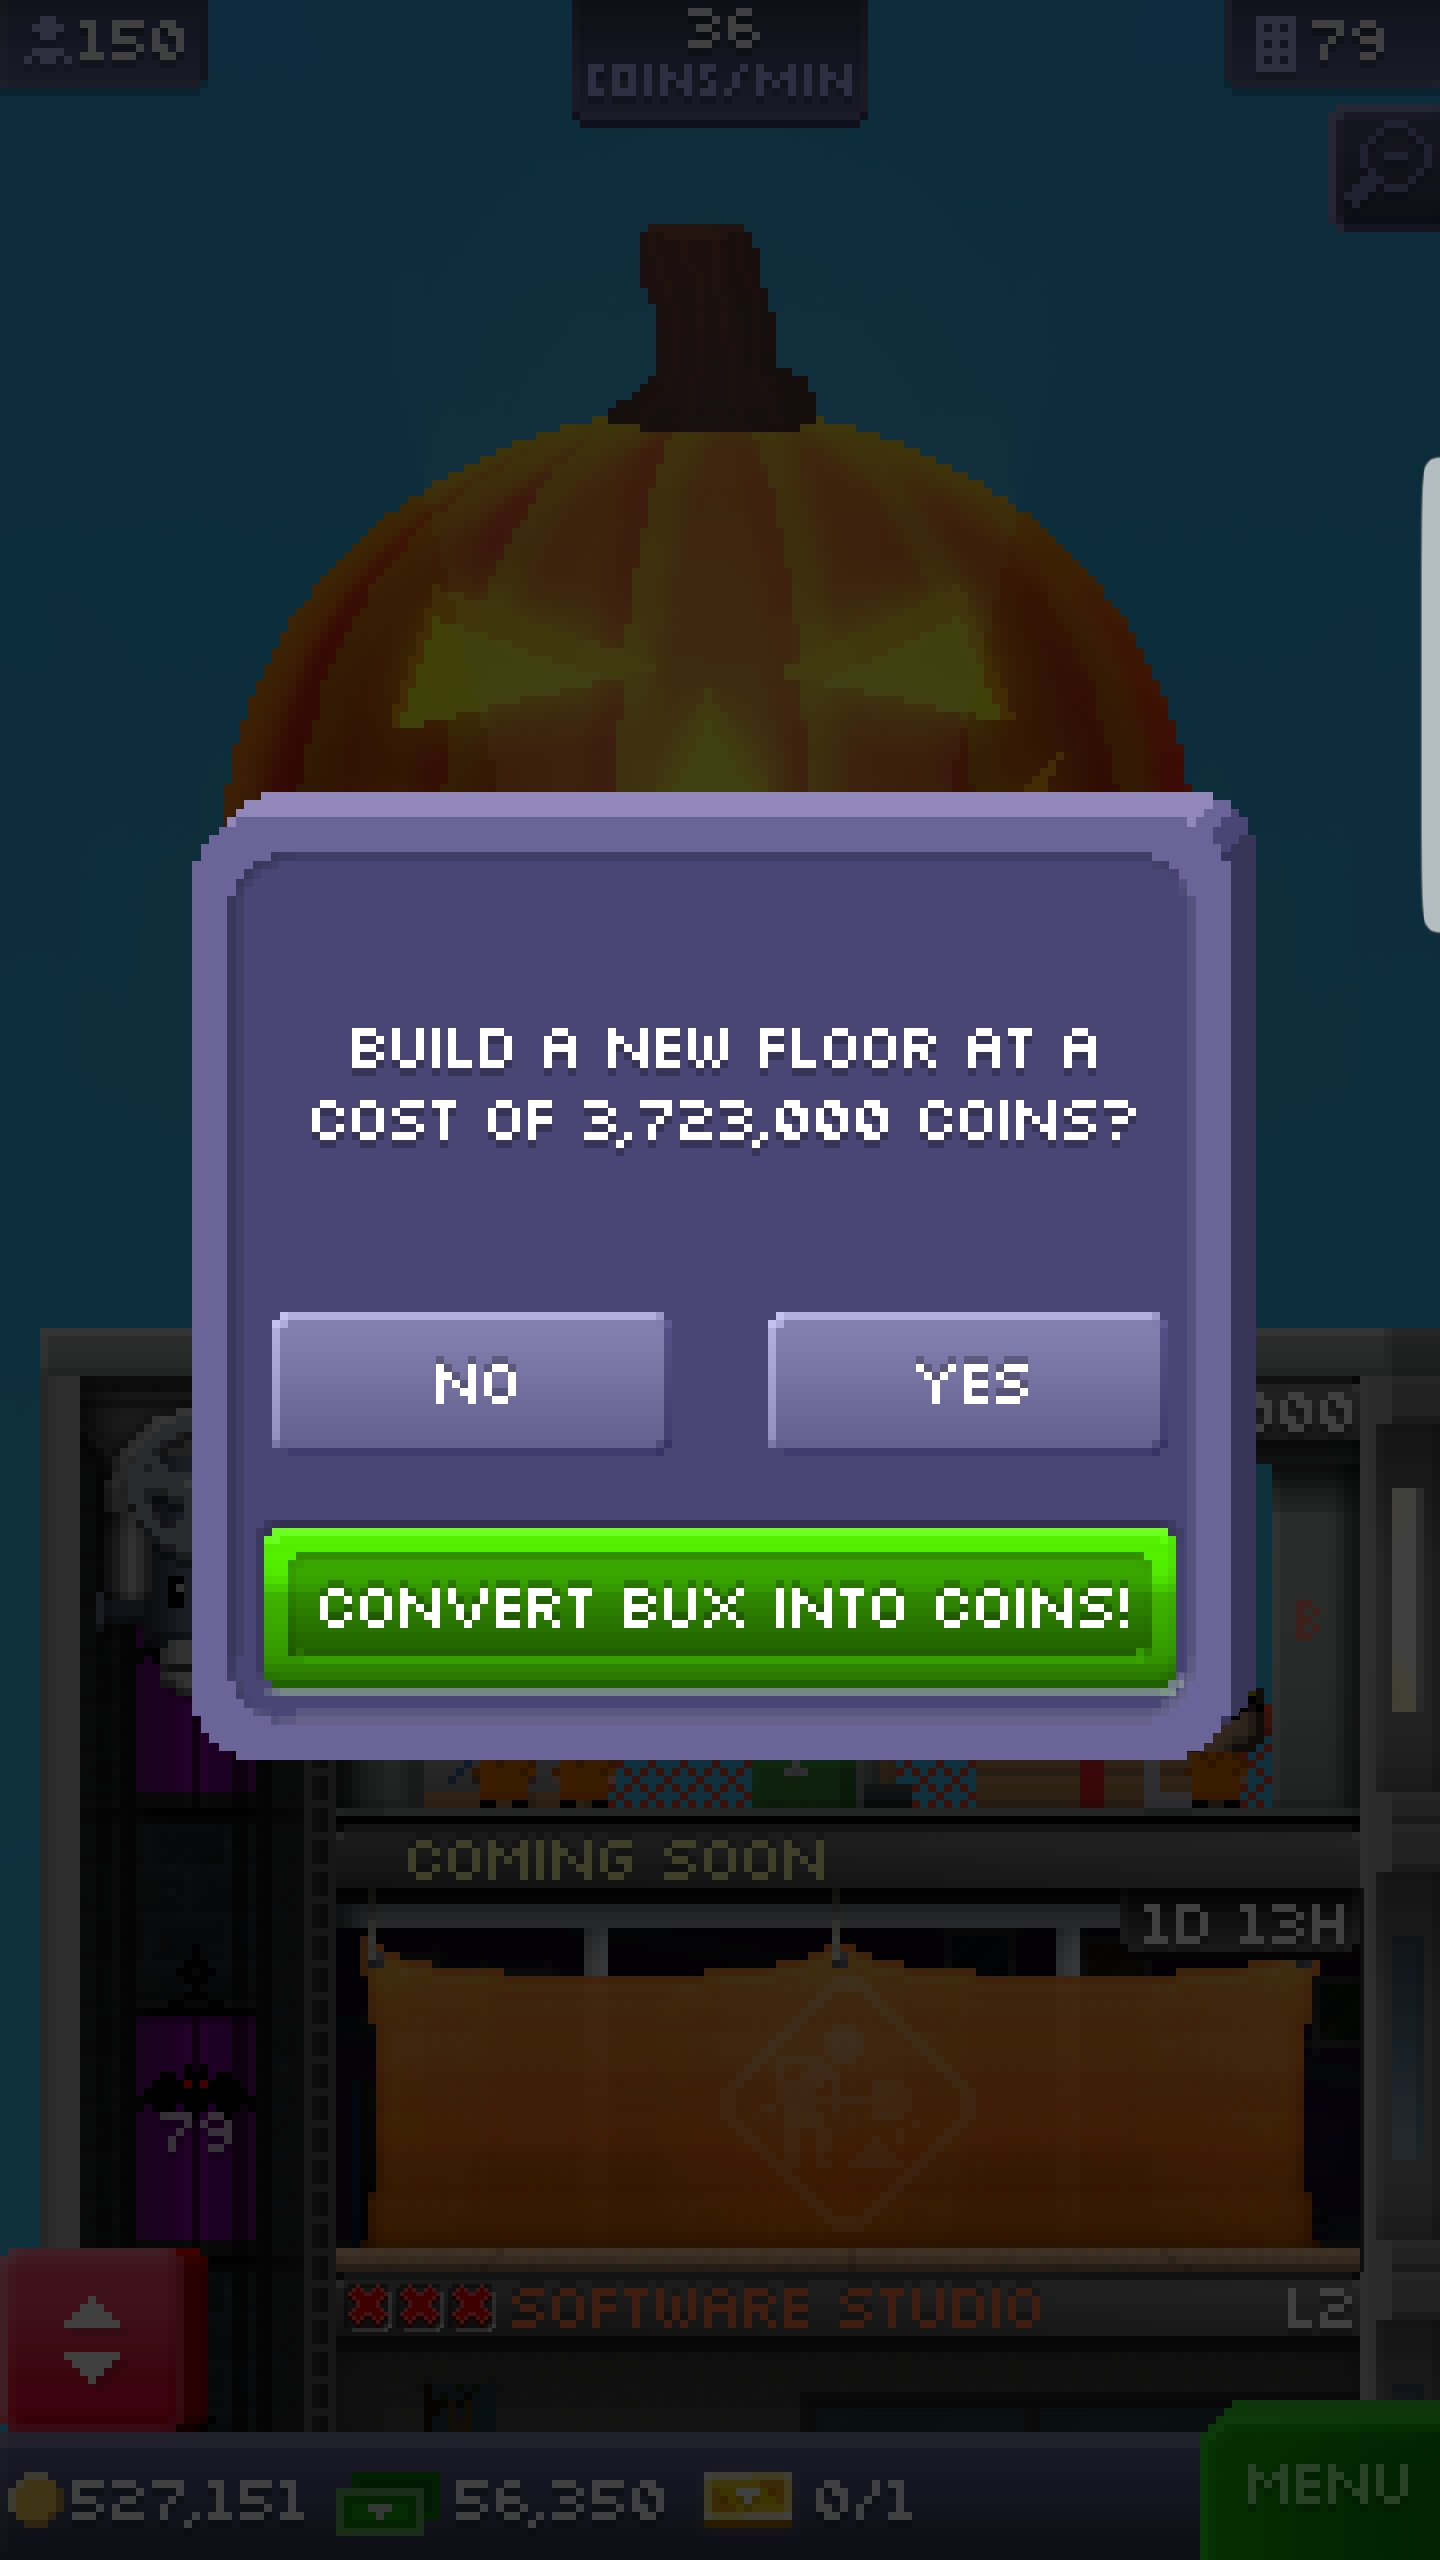 150
36
COINS/MIN
79
BUILD A NEW FLOOR AT A
COST OF 3,723,000 COINS?
NO
YES
000
CONVERT BUX INTO COINS!
B
COMING SOON
1D 13H
79
SOFTWARE STUDIO
L2
527,151
56,350
0/1
MENU